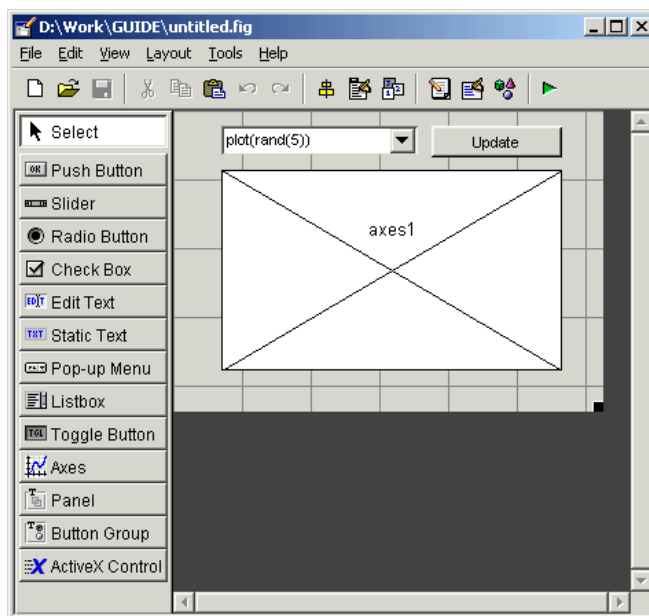 D:\Work\GUIDE\untitled.fig
File Edit View Layout Tools Help
Select
plot(rand(5))
Update
Push Button
Slider
axes1
Radio Button
Check Box
Edit Text
Static Text
Pop-up Menu
Listbox
Toggle Button
Axes
Panel
Button Group
ActiveX Control